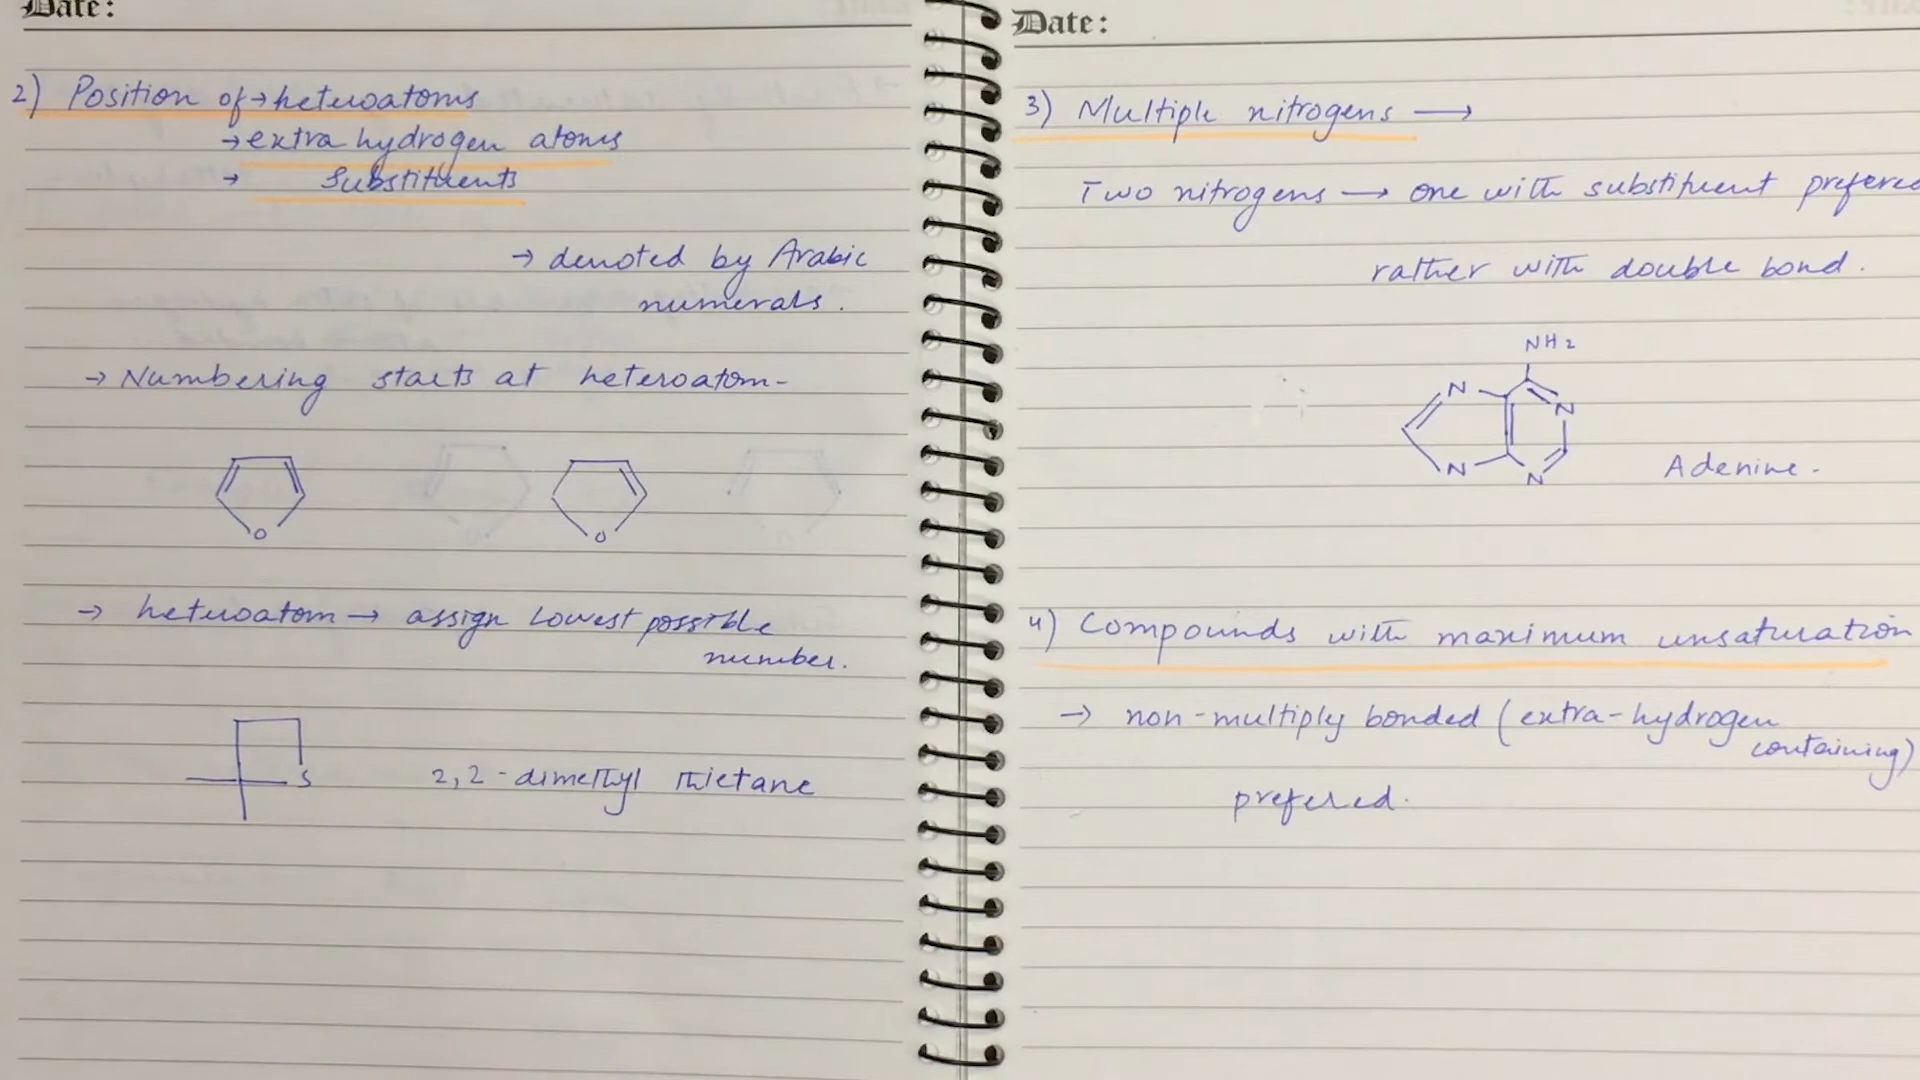 Date:
2) Position of → heteroatoms
→ extra hydrogen atoms
→ Substituents
→ denoted by Arabic
numerals.
→ Numbering starts at heteroatom-
O
O
→ heteroatom → assign lowest possible
number.
S
2,2-dimethyl thietane
Date:
3) Multiple nitrogens →
Two nitrogens → one with substituent prefered
rather with double bond.
NH2
N
N
N
N
Adenine.
4) Compounds with maximum unsaturation
→ non-multiply bonded (extra-hydrogen
containing)
prefered.